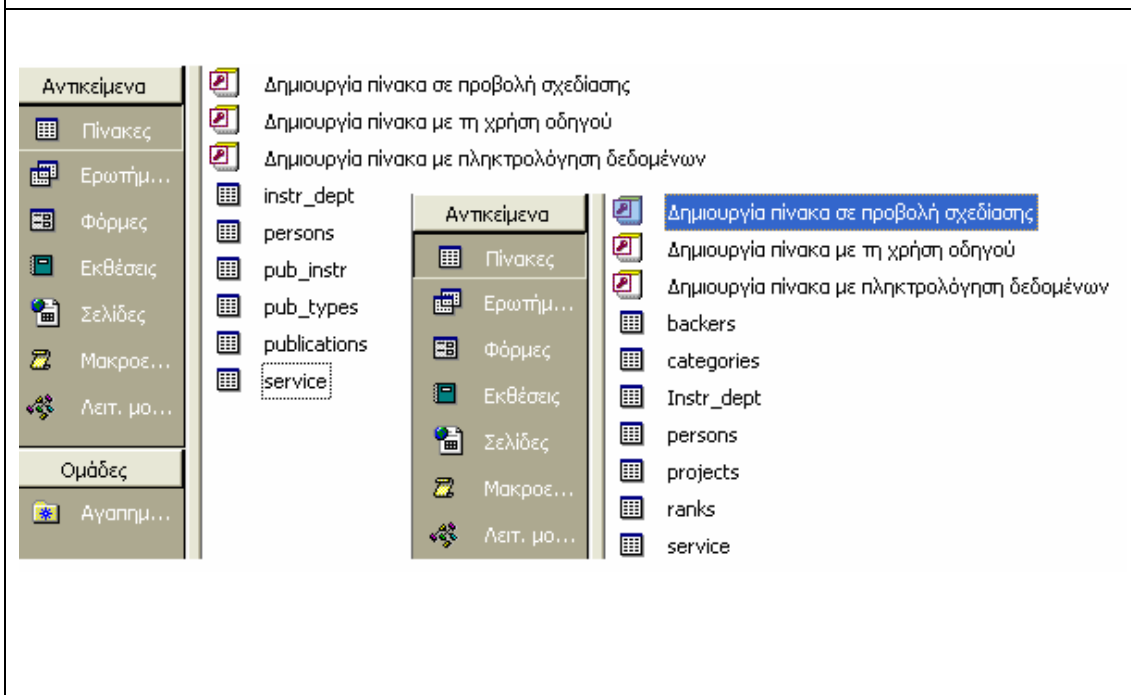 Αντικείμενα
Πίνακες
Ερωτήμ...
Φόρμες
Εκθέσεις
Σελίδες
Μακροε...
Λειτ. μο...
Ομάδες
Αγαπημ...
Δημιουργία πίνακα σε προβολή σχεδίασης
Δημιουργία πίνακα με τη χρήση οδηγού
Δημιουργία πίνακα με πληκτρολόγηση δεδομένων
instr_dept
persons
pub_instr
pub_types
publications
service
Αντικείμενα
Πίνακες
Ερωτήμ...
Φόρμες
Εκθέσεις
Σελίδες
Μακροε...
Λειτ. μο...
Δημιουργία πίνακα σε προβολή σχεδίασης
Δημιουργία πίνακα με τη χρήση οδηγού
Δημιουργία πίνακα με πληκτρολόγηση δεδομένων
backers
categories
Instr_dept
persons
projects
ranks
service